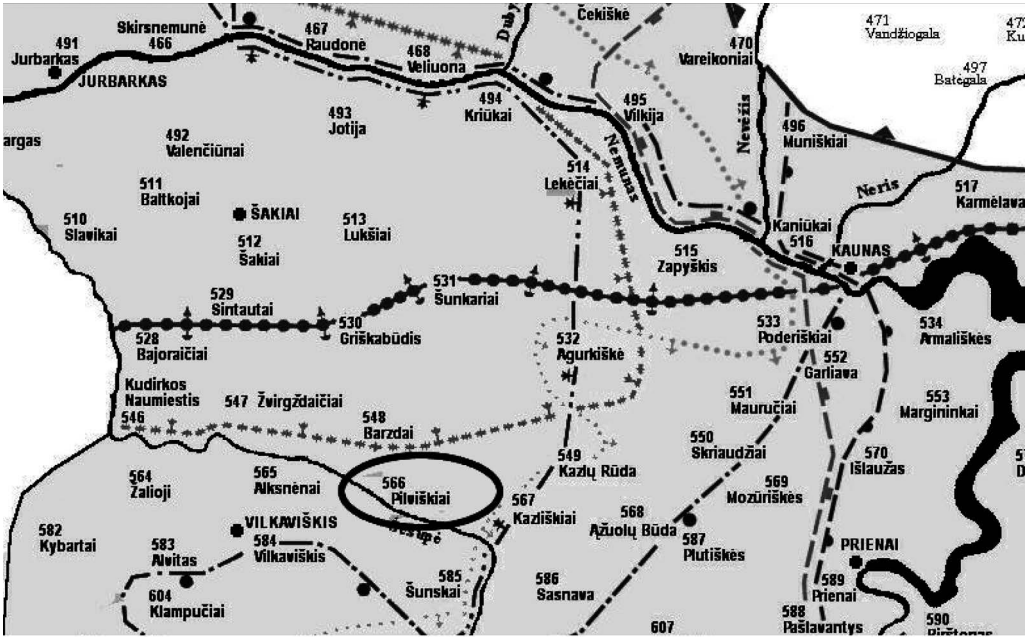 Čekiškė
471
Vandžiogala
472
Skirsnemunė
466
467
Raudonė
468
Veliuona
470
Vareikoniai
497
Batėgala
491
Jurbarkas
JURBARKAS
494
Kriūkai
495
Vilkija
Nevėžis
496
Muniškiai
493
Jotija
492
Valenčiūnai
Nemunas
514
Lekėčiai
Neris
517
Karmėlava
511
Baltkojai
510
Slavikai
ŠAKIAI
512
Šakiai
513
Lukšiai
515
Zapyškis
Kaniūkai
516
KAUNAS
531
Šunkariai
529
Sintautai
528
Bajoraičiai
530
Griškabūdis
532
Agurkiškė
533
Poderiškiai
534
Armališkės
552
Garliava
Kudirkos
Naumiestis
546
547 Žvirgždaičiai
548
Barzdai
551
Mauručiai
553
Margininkai
549
Kazlų Rūda
550
Skriaudžiai
570
Išlaužas
564
Žalioji
565
Alksnėnai
566
Pilviškiai
567
Kazliškiai
569
Mozūriškės
568
Ąžuolų Būda
582
Kybartai
VILKAVIŠKIS
583
Alvitas
584
Vilkaviškis
587
Plutiškės
PRIENAI
604
Klampučiai
585
Šunskai
586
Sasnava
589
Prienai
588
Pašlavantys
590
607